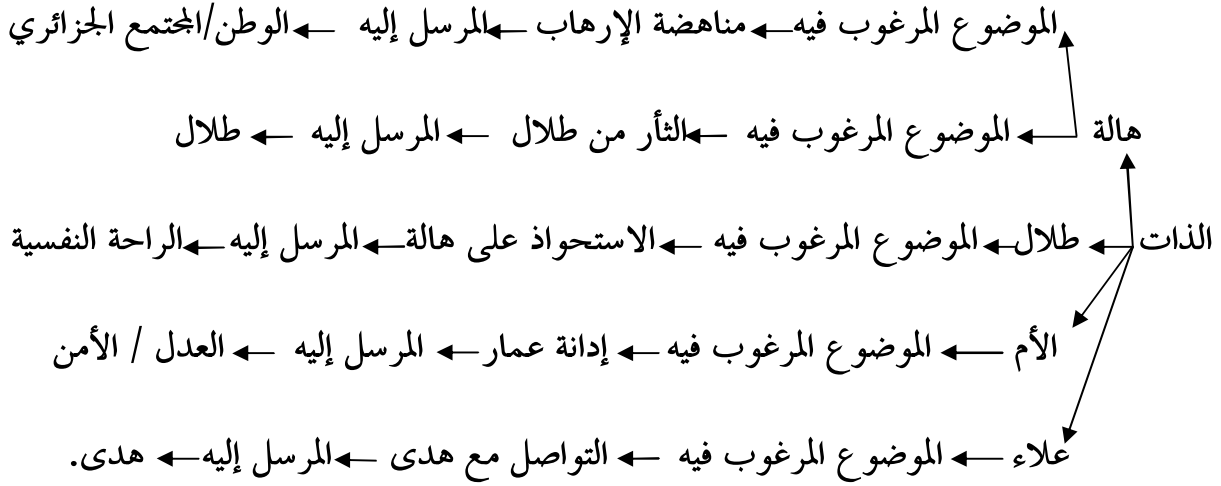 الموضوع المرغوب فيه ← مناهضة الإرهاب ← المرسل إليه ← الوطن/المجتمع الجزائري
هالة ← الموضوع المرغوب فيه ← الثأر من طلال ← المرسل إليه ← طلال
الذات ← طلال ← الموضوع المرغوب فيه ← الاستحواذ على هالة ← المرسل إليه ← الراحة النفسية
الأم ← الموضوع المرغوب فيه ← إدانة عمار ← المرسل إليه ← العدل / الأمن
علاء ← الموضوع المرغوب فيه ← التواصل مع هدى ← المرسل إليه ← هدى.